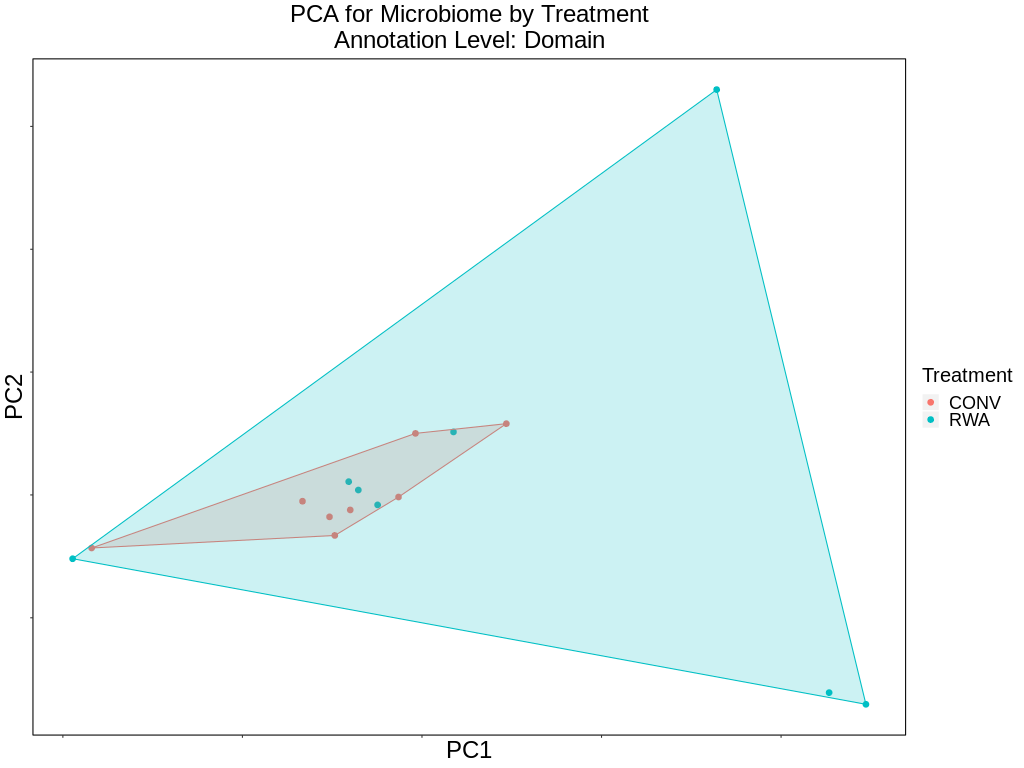 PCA for Microbiome by Treatment
Annotation Level: Domain
PC2
Treatment
CONV
RWA
PC1